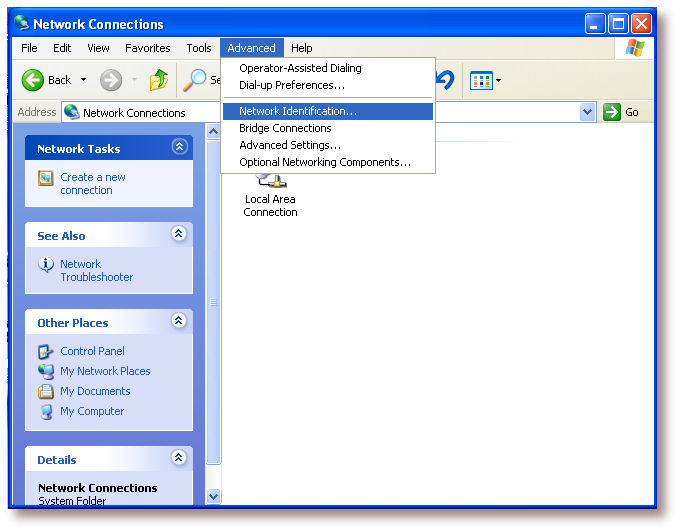 Network Connections
File Edit View Favorites Tools Advanced Help
Back
Operator-Assisted Dialing
Dial-up Preferences...
Network Identification...
Bridge Connections
Advanced Settings...
Optional Networking Components...
Address Network Connections Go
Network Tasks
Create a new
connection
See Also
Network
Troubleshooter
Other Places
Control Panel
My Network Places
My Documents
My Computer
Details
Network Connections
System Folder
Local Area
Connection